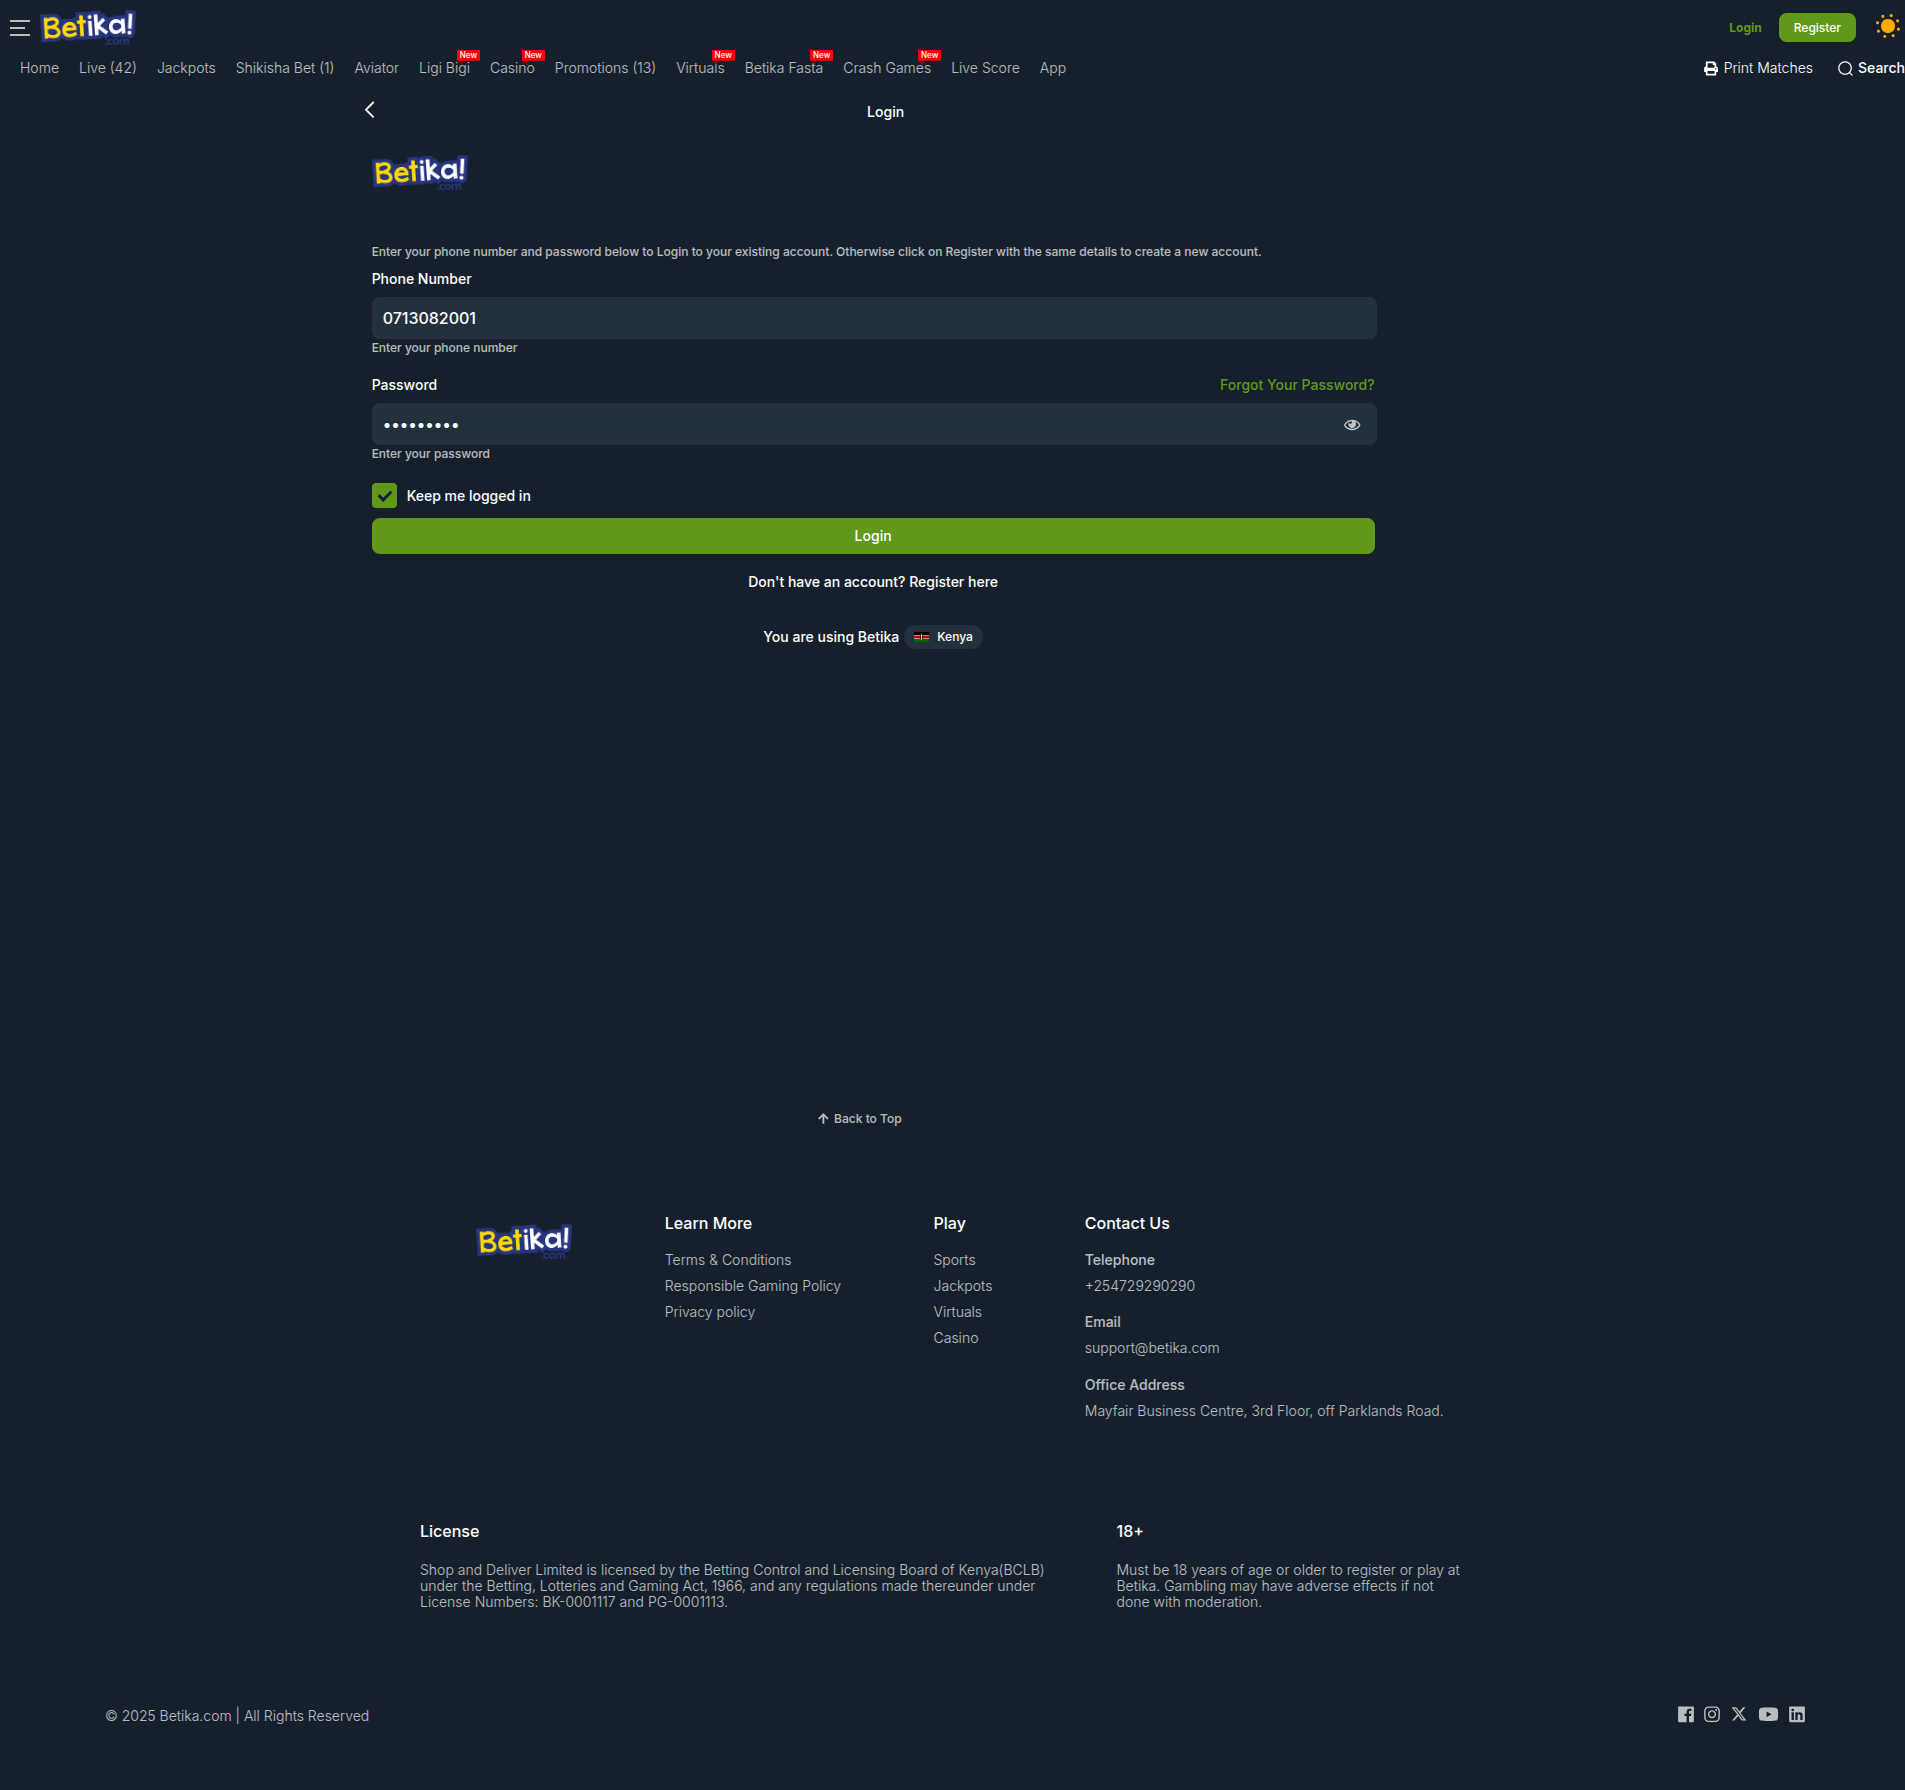 Betika!
.com
Login
Register
Home
Live (42)
Jackpots
Shikisha Bet (1)
Aviator
Ligi Bigi
New
Casino
New
Promotions (13)
Virtuals
New
Betika Fasta
New
Crash Games
New
Live Score
App
Print Matches
Search
Login
Betika!
.com
Enter your phone number and password below to Login to your existing account. Otherwise click on Register with the same details to create a new account.
Phone Number
0713082001
Enter your phone number
Password
Forgot Your Password?
•••••••••
Enter your password
Keep me logged in
Login
Don't have an account? Register here
You are using Betika Kenya
Back to Top
Betika!
.com
Learn More
Terms & Conditions
Responsible Gaming Policy
Privacy policy
Play
Sports
Jackpots
Virtuals
Casino
Contact Us
Telephone
+254729290290
Email
support@betika.com
Office Address
Mayfair Business Centre, 3rd Floor, off Parklands Road.
License
Shop and Deliver Limited is licensed by the Betting Control and Licensing Board of Kenya(BCLB)
under the Betting, Lotteries and Gaming Act, 1966, and any regulations made thereunder under
License Numbers: BK-0001117 and PG-0001113.
18+
Must be 18 years of age or older to register or play at
Betika. Gambling may have adverse effects if not
done with moderation.
© 2025 Betika.com | All Rights Reserved